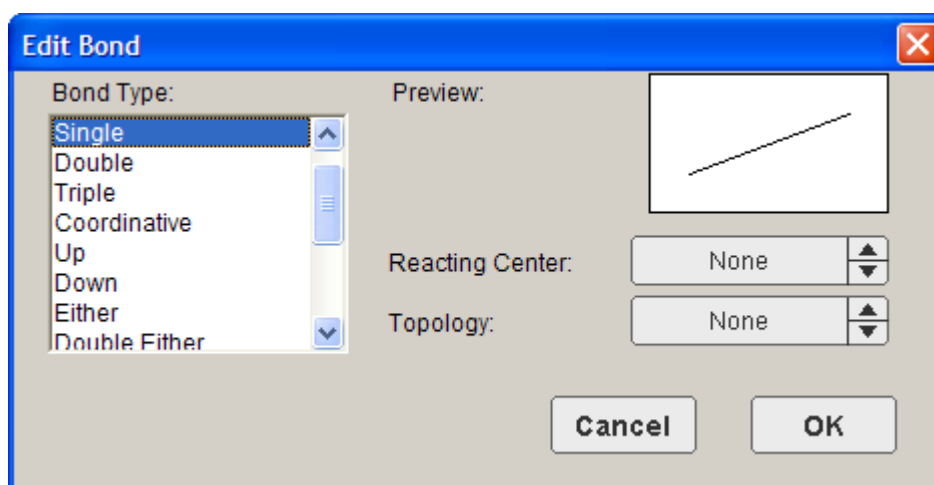 Edit Bond
Bond Type:
Preview:
Single
Double
Triple
Coordinative
Up
Down
Either
Double Either
Reacting Center:
None
Topology:
None
Cancel
OK